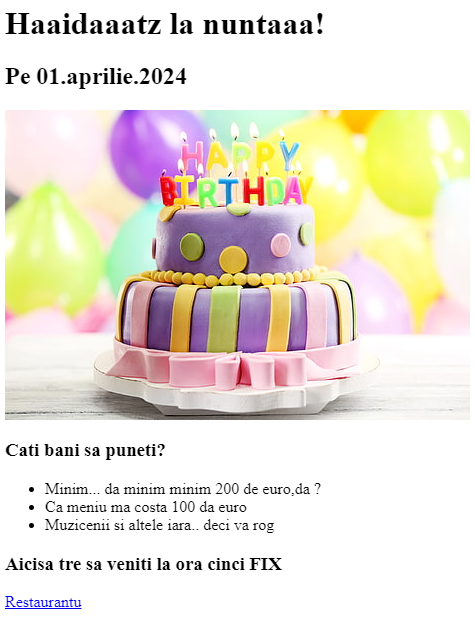 Haaidaaatz la nuntaaa!
Pe 01.aprilie.2024
HAPPY
BIRTHDAY
Cati bani sa puneti?
Minim... da minim minim 200 de euro,da ?
Ca meniu ma costa 100 da euro
Muzicenii si altele iara.. deci va rog
Aicisa tre sa veniti la ora cinci FIX
Restaurantu